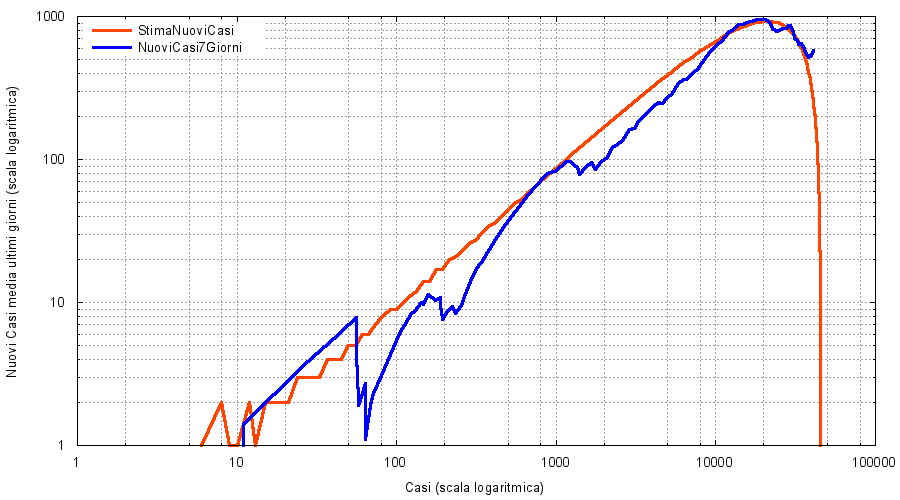 1000
StimaNuoviCasi
NuoviCasi7Giorni
100
10
1
Nuovi Casi media ultimi giorni (scala logaritmica)
1 10 100 1000 10000 100000
Casi (scala logaritmica)